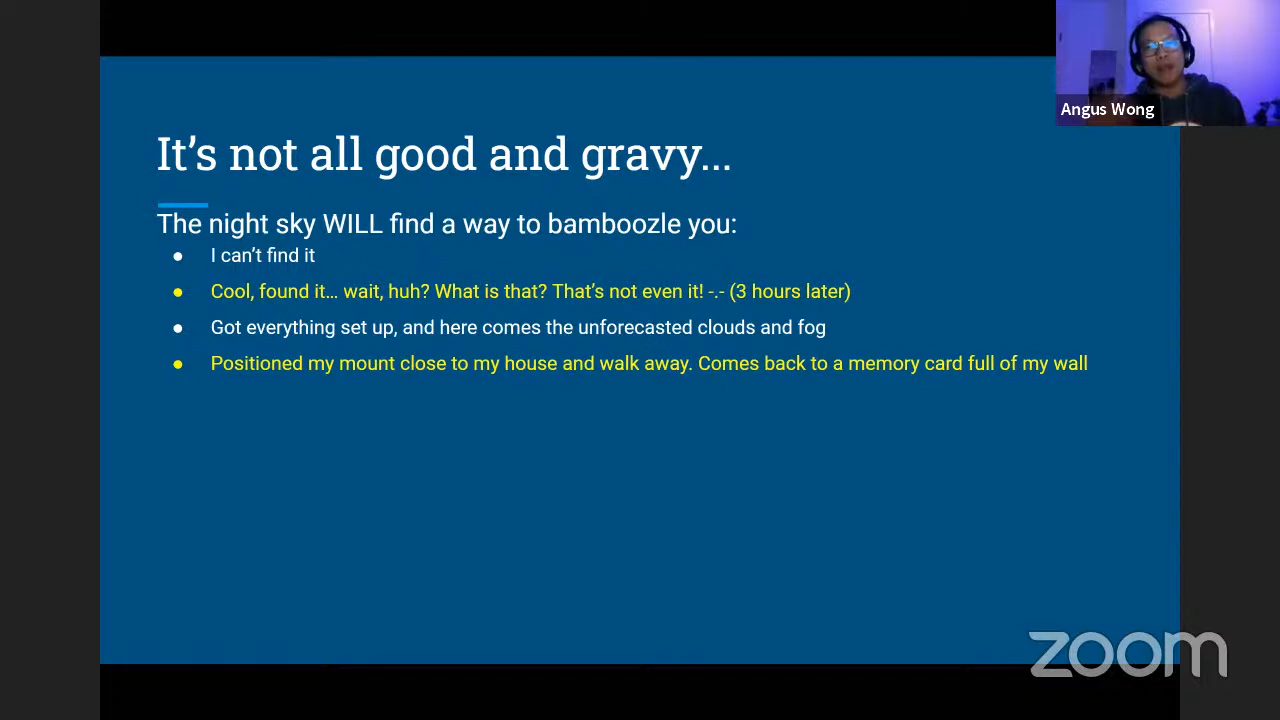 Angus Wong
It's not all good and gravy...
The night sky WILL find a way to bamboozle you:
● I can't find it
● Cool, found it... wait, huh? What is that? That's not even it! -.- (3 hours later)
● Got everything set up, and here comes the unforecasted clouds and fog
● Positioned my mount close to my house and walk away. Comes back to a memory card full of my wall
zoom